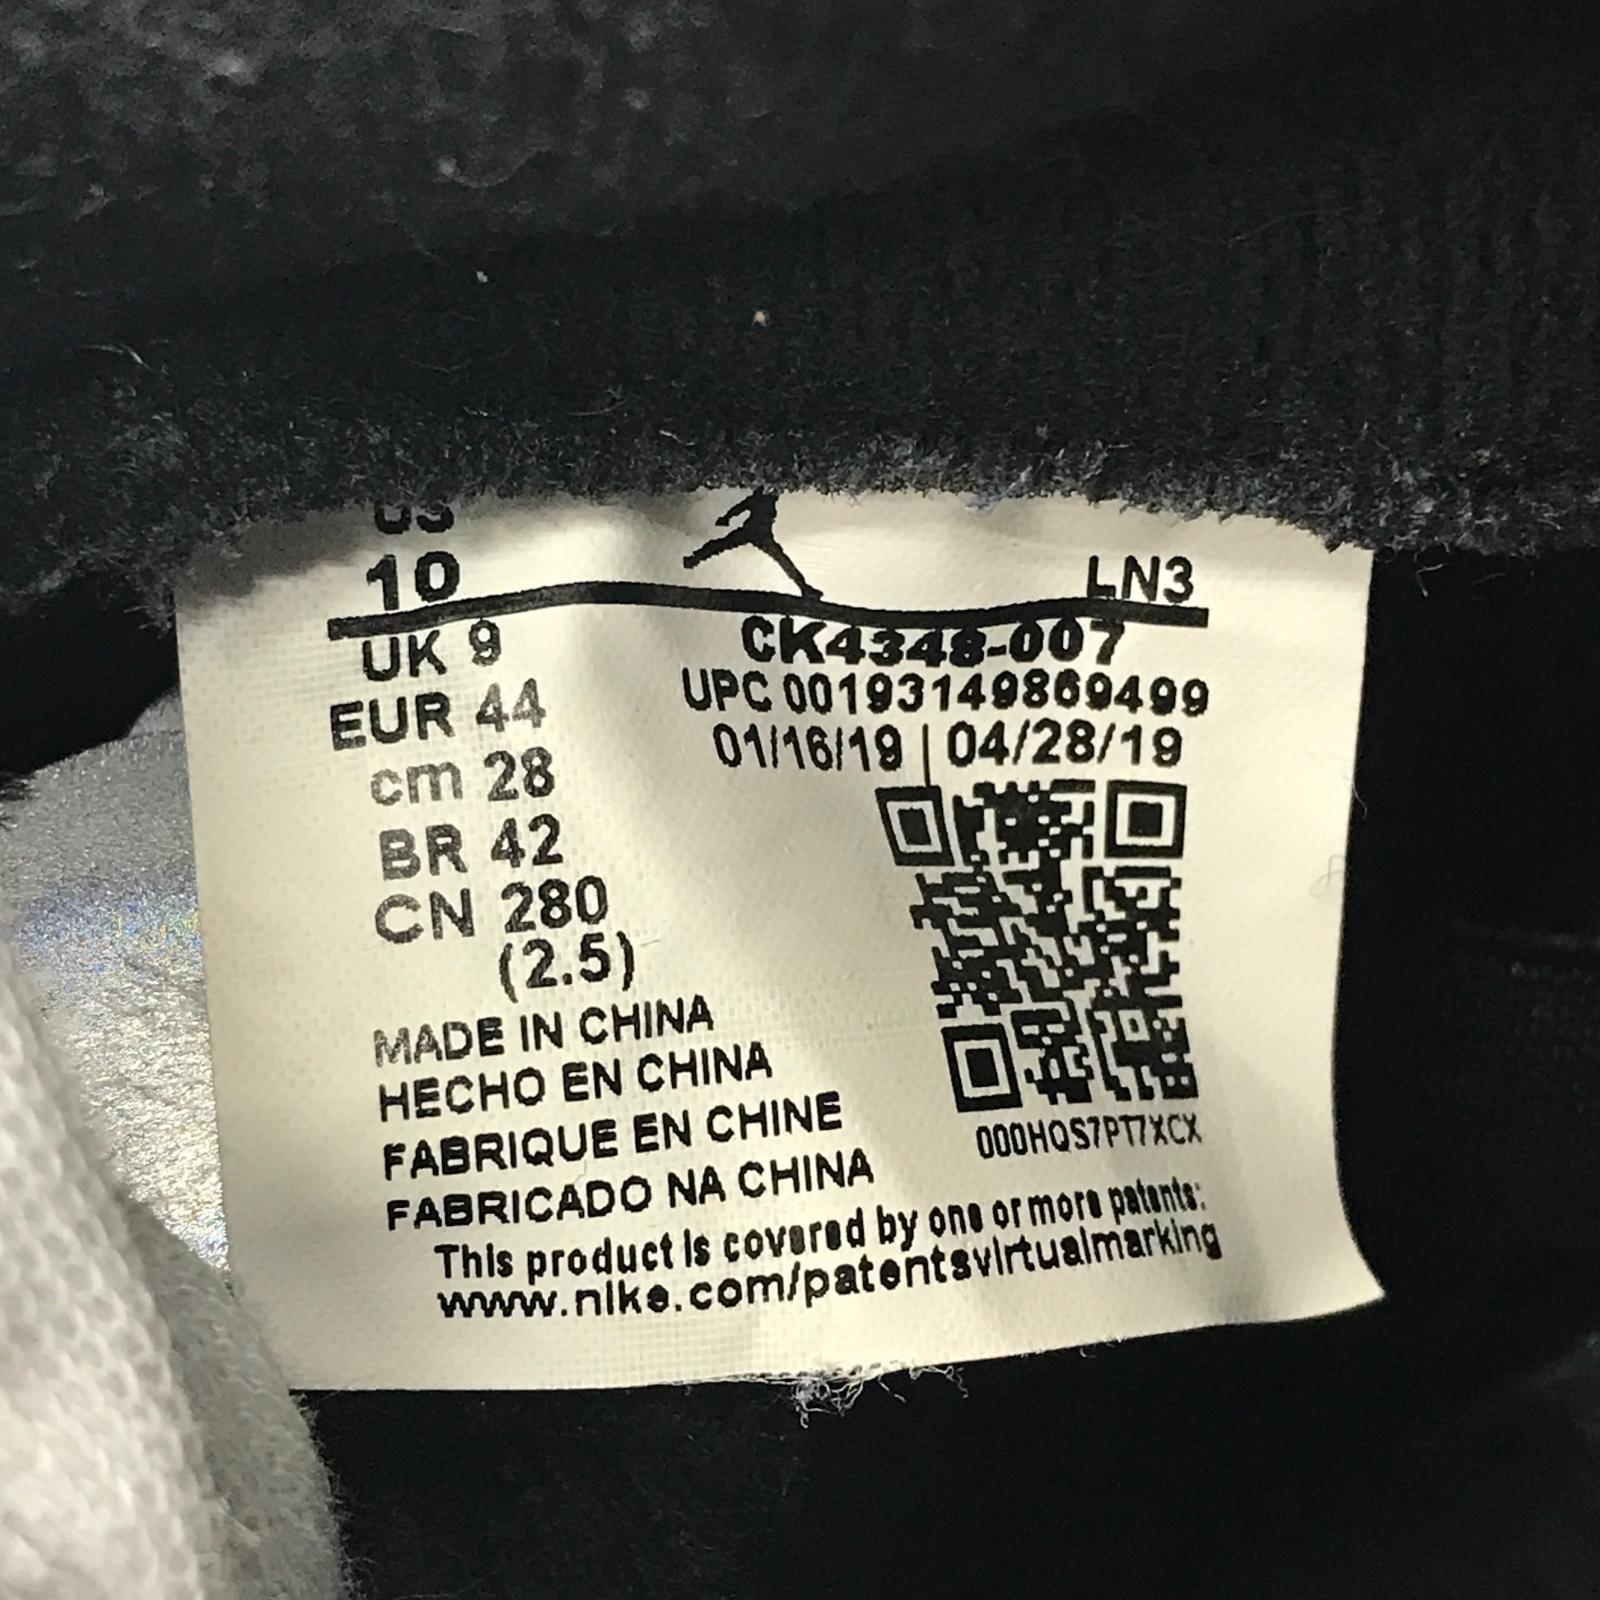 US
10
LN3
UK 9
CK4348-007
EUR 44
UPC 00193149869499
cm 28
01/16/19 | 04/28/19
BR 42
CN 280
(2.5)
MADE IN CHINA
HECHO EN CHINA
FABRIQUE EN CHINE
000HQS7PT7XCX
FABRICADO NA CHINA
This product is covered by one or more patents:
www.nike.com/patentsvirtualmarking